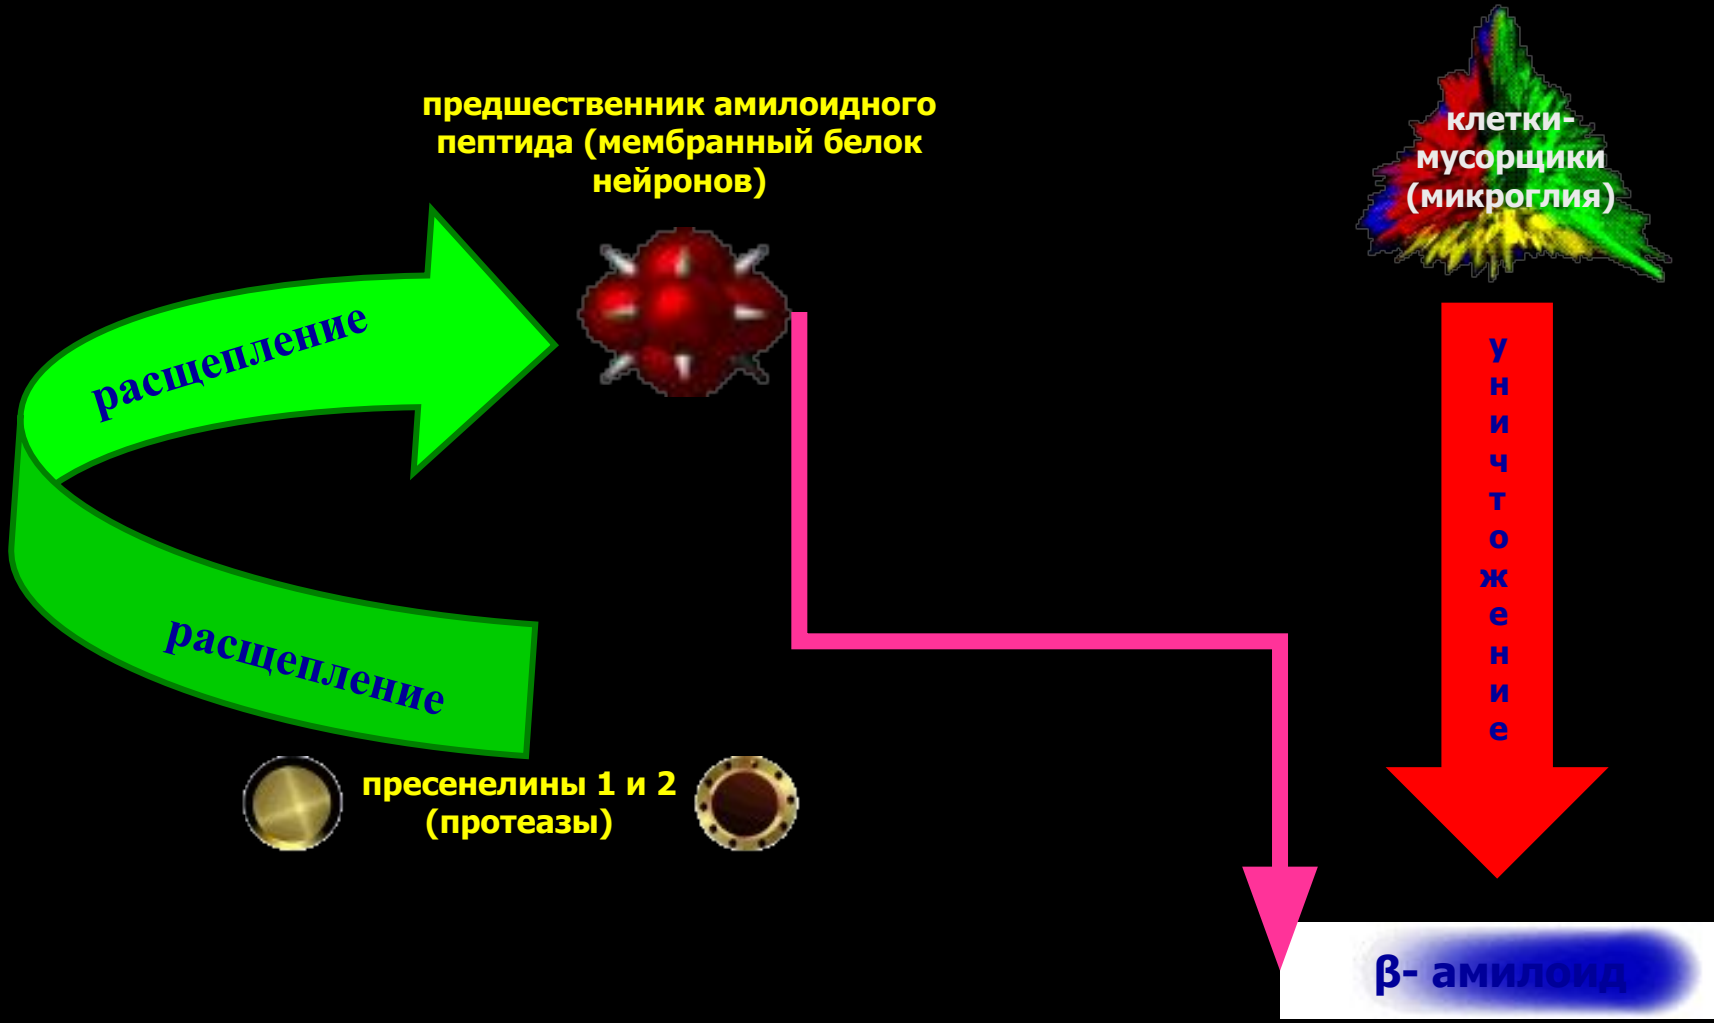 предшественник амилоидного
пептида (мембранный белок
нейронов)
клетки-
мусорщики
(микроглия)
расщепление
расщепление
у
н
и
ч
т
о
ж
е
н
и
е
пресенелины 1 и 2
(протеазы)
β- амилоид